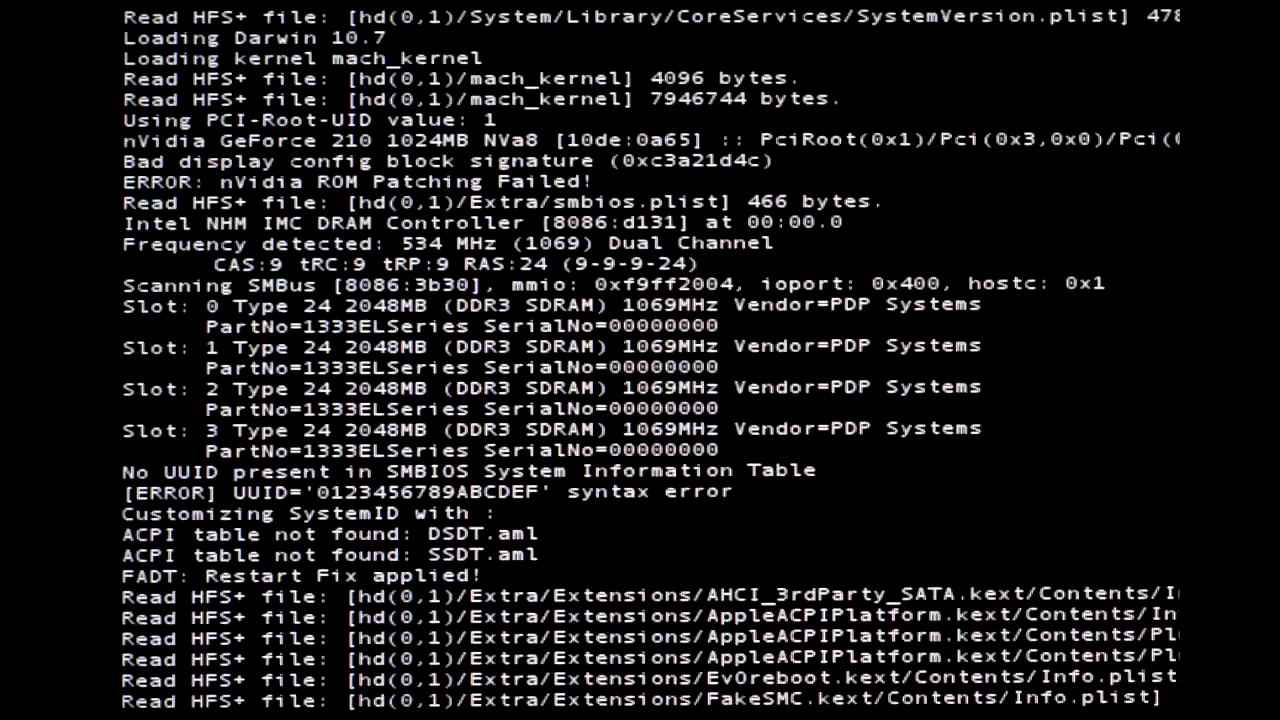 Read HFS+ file: [hd(0,1)/System/Library/CoreServices/SystemVersion.plist] 478
Loading Darwin 10.7
Loading kernel mach_kernel
Read HFS+ file: [hd(0,1)/mach_kernel] 4096 bytes.
Read HFS+ file: [hd(0,1)/mach_kernel] 7946744 bytes.
Using PCI-Root-UID value: 1
nVidia GeForce 210 1024MB NVa8 [10de:0a65] :: PciRoot(0x1)/Pci(0x3,0x0)/Pci(
Bad display config block signature (0xc3a21d4c)
ERROR: nVidia ROM Patching Failed!
Read HFS+ file: [hd(0,1)/Extra/smbios.plist] 466 bytes.
Intel NHM IMC DRAM Controller [8086:d131] at 00:00.0
Frequency detected: 534 MHz (1069) Dual Channel
CAS:9 tRC:9 tRP:9 RAS:24 (9-9-9-24)
Scanning SMBus [8086:3b30], mmio: 0xf9ff2004, ioport: 0x400, hostc: 0x1
Slot: 0 Type 24 2048MB (DDR3 SDRAM) 1069MHz Vendor=PDP Systems
PartNo=1333ELSeries SerialNo=00000000
Slot: 1 Type 24 2048MB (DDR3 SDRAM) 1069MHz Vendor=PDP Systems
PartNo=1333ELSeries SerialNo=00000000
Slot: 2 Type 24 2048MB (DDR3 SDRAM) 1069MHz Vendor=PDP Systems
PartNo=1333ELSeries SerialNo=00000000
Slot: 3 Type 24 2048MB (DDR3 SDRAM) 1069MHz Vendor=PDP Systems
PartNo=1333ELSeries SerialNo=00000000
No UUID present in SMBIOS System Information Table
[ERROR] UUID='0123456789ABCDEF' syntax error
Customizing SystemID with :
ACPI table not found: DSDT.aml
ACPI table not found: SSDT.aml
FADT: Restart Fix applied!
Read HFS+ file: [hd(0,1)/Extra/Extensions/AHCI_3rdParty_SATA.kext/Contents/I
Read HFS+ file: [hd(0,1)/Extra/Extensions/AppleACPIPlatform.kext/Contents/In
Read HFS+ file: [hd(0,1)/Extra/Extensions/AppleACPIPlatform.kext/Contents/Pl
Read HFS+ file: [hd(0,1)/Extra/Extensions/AppleACPIPlatform.kext/Contents/Pl
Read HFS+ file: [hd(0,1)/Extra/Extensions/EvOreboot.kext/Contents/Info.plist
Read HFS+ file: [hd(0,1)/Extra/Extensions/FakeSMC.kext/Contents/Info.plist]